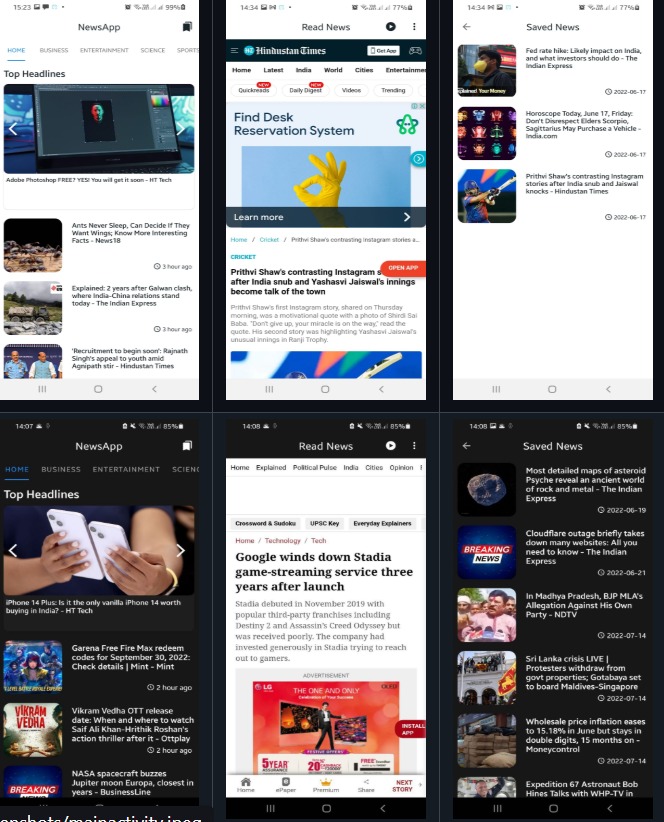 15:23
99%
NewsApp
HOME BUSINESS ENTERTAINMENT SCIENCE SPORTS
Top Headlines
Adobe Photoshop FREE? YES! You will get it soon - HT Tech
Ants Never Sleep, Can Decide If They
Want Wings; Know More Interesting
Facts - News18
3 hour ago
Explained: 2 years after Galwan clash,
where India-China relations stand
today - The Indian Express
3 hour ago
'Recruitment to begin soon': Rajnath
Singh's appeal to youth amid
Agnipath stir - Hindustan Times
14:34
77%
Read News
HT Hindustan Times
Get App
Home Latest India World Cities Entertainmen
NEW NEW
Quickreads Daily Digest Videos Trending
Find Desk
Reservation System
Learn more
Home / Cricket / Prithvi Shaw's contrasting Instagram stories a...
CRICKET
OPEN APP
Prithvi Shaw's contrasting Instagram s
after India snub and Yashasvi Jaiswal's innings
become talk of the town
Prithvi Shaw's first Instagram story, shared on Thursday
morning, was a motivational quote with a photo of Shirdi Sai
Baba. "Don't give up, your miracle is on the way," read the
quote. His second story was highlighting Yashasvi Jaiswal's
unusual innings in Ranji Trophy.
14:34
77%
Saved News
Fed rate hike: Likely impact on India,
and what investors should do - The
Indian Express
xplained: Your Money
2022-06-17
Horoscope Today, June 17, Friday:
Don't Disrespect Elders Scorpio,
Sagittarius May Purchase a Vehicle -
India.com
2022-06-17
Prithvi Shaw's contrasting Instagram
stories after India snub and Jaiswal
knocks - Hindustan Times
2022-06-17
14:07
85%
NewsApp
HOME BUSINESS ENTERTAINMENT SCIENC
Top Headlines
iPhone 14 Plus: Is it the only vanilla iPhone 14 worth
buying in India? - HT Tech
Garena Free Fire Max redeem
codes for September 30, 2022:
Check details | Mint - Mint
2 hour ago
VIKRAM
VEDHA
Vikram Vedha OTT release
date: When and where to watch
Saif Ali Khan-Hrithik Roshan's
action thriller after it - Ottplay
2 hour ago
BREAKING
NASA spacecraft buzzes
Jupiter moon Europa, closest in
years - BusinessLine
14:08
85%
Read News
Home Explained Political Pulse India Cities Opinion
Crossword & Sudoku UPSC Key Everyday Explainers
Home / Technology / Tech
Google winds down Stadia
game-streaming service three
years after launch
Stadia debuted in November 2019 with
popular third-party franchises including
Destiny 2 and Assassin's Creed Odyssey but
was received poorly. The company had
invested generously in Stadia trying to reach
out to gamers.
ADVERTISEMENT
LG
THE ONE AND ONLY
OLED
FESTIVE OFFERS
5 YEAR
20
CASHBACK
FREE
INSTALL
APP
Home ePaper Premium Share NEXT
STORY
14:08
85%
Saved News
Most detailed maps of asteroid
Psyche reveal an ancient world
of rock and metal - The Indian
Express
2022-06-19
BREAKING
NEWS
Cloudflare outage briefly takes
down many websites: All you
need to know - The Indian
Express
2022-06-21
In Madhya Pradesh, BJP MLA's
Allegation Against His Own
Party - NDTV
2022-07-14
Sri Lanka crisis LIVE |
Protesters withdraw from
govt properties; Gotabaya set
to board Maldives-Singapore
2022-07-14
Wholesale price inflation eases
to 15.18% in June but stays in
double digits, 15 months on -
Moneycontrol
2022-07-14
Expedition 67 Astronaut Bob
Hines Talks with WHP-TV in
enshots/mainactivity.jpeg